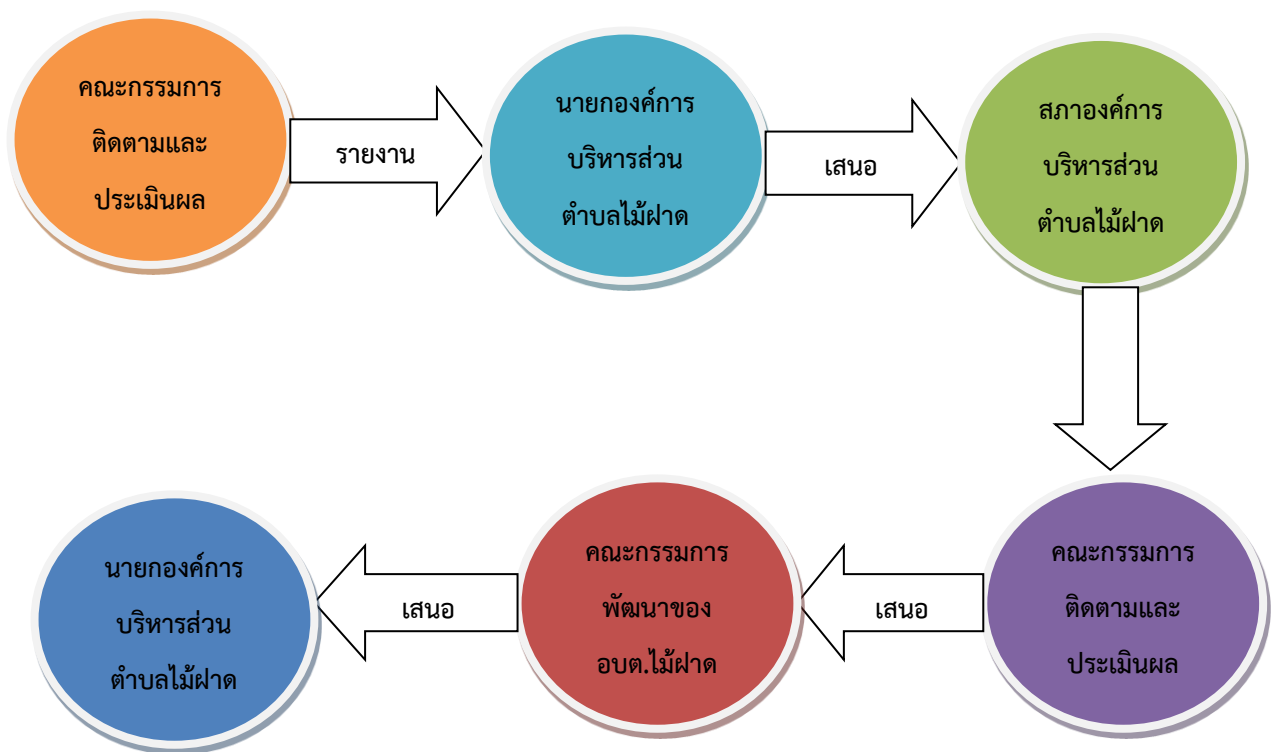 คณะกรรมการ
ติดตามและ
ประเมินผล
รายงาน
นายกองค์การ
บริหารส่วน
ตำบลไม้ฝาด
เสนอ
สภาองค์การ
บริหารส่วน
ตำบลไม้ฝาด
คณะกรรมการ
ติดตามและ
ประเมินผล
เสนอ
คณะกรรมการ
พัฒนาของ
อบต.ไม้ฝาด
เสนอ
นายกองค์การ
บริหารส่วน
ตำบลไม้ฝาด